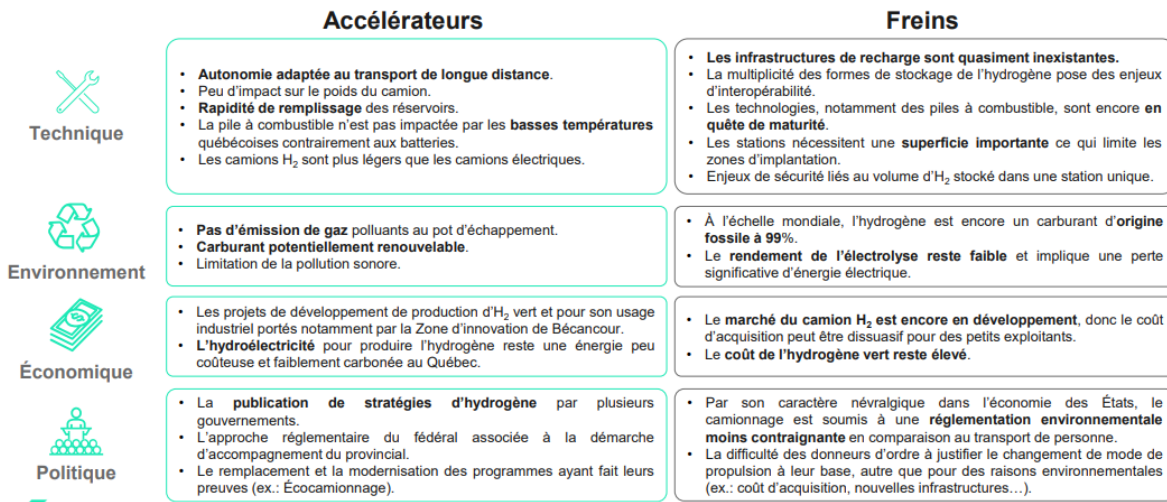 Accélérateurs
Freins
Technique
• Autonomie adaptée au transport de longue distance.
• Peu d'impact sur le poids du camion.
• Rapidité de remplissage des réservoirs.
• La pile à combustible n'est pas impactée par les basses températures
québécoises contrairement aux batteries.
• Les camions H₂ sont plus légers que les camions électriques.
• Les infrastructures de recharge sont quasiment inexistantes.
• La multiplicité des formes de stockage de l'hydrogène pose des enjeux
d'interopérabilité.
• Les technologies, notamment des piles à combustible, sont encore en
quête de maturité.
• Les stations nécessitent une superficie importante ce qui limite les
zones d'implantation.
• Enjeux de sécurité liés au volume d'H₂ stocké dans une station unique.
Environnement
• Pas d'émission de gaz polluants au pot d'échappement.
• Carburant potentiellement renouvelable.
• Limitation de la pollution sonore.
• À l'échelle mondiale, l'hydrogène est encore un carburant d'origine
fossile à 99%.
• Le rendement de l'électrolyse reste faible et implique une perte
significative d'énergie électrique.
Économique
• Les projets de développement de production d'H₂ vert et pour son usage
industriel portés notamment par la Zone d'innovation de Bécancour.
• L'hydroélectricité pour produire l'hydrogène reste une énergie peu
coûteuse et faiblement carbonée au Québec.
• Le marché du camion H₂ est encore en développement, donc le coût
d'acquisition peut être dissuasif pour des petits exploitants.
• Le coût de l'hydrogène vert reste élevé.
Politique
• La publication de stratégies d'hydrogène par plusieurs
gouvernements.
• L'approche réglementaire du fédéral associée à la démarche
d'accompagnement du provincial.
• Le remplacement et la modernisation des programmes ayant fait leurs
preuves (ex.: Écocamionnage).
• Par son caractère névralgique dans l'économie des États, le
camionnage est soumis à une réglementation environnementale
moins contraignante en comparaison au transport de personne.
• La difficulté des donneurs d'ordre à justifier le changement de mode de
propulsion à leur base, autre que pour des raisons environnementales
(ex.: coût d'acquisition, nouvelles infrastructures…).